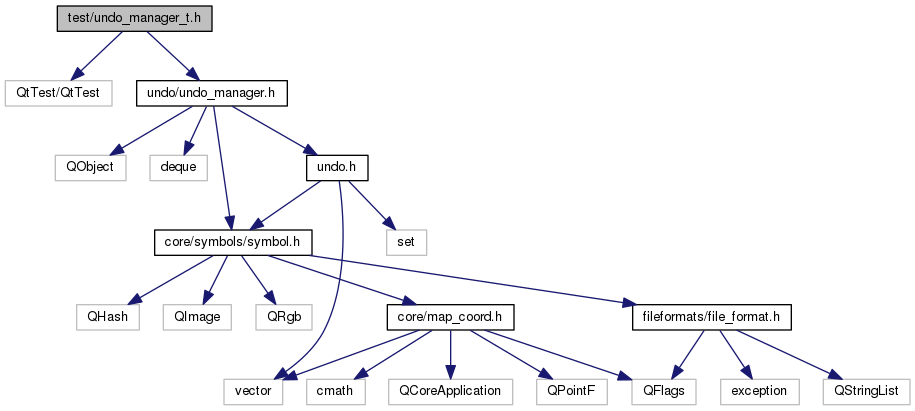 test/undo_manager_t.h
QtTest/QtTest
undo/undo_manager.h
QObject
deque
undo.h
core/symbols/symbol.h
set
QHash
QImage
QRgb
core/map_coord.h
fileformats/file_format.h
vector
cmath
QCoreApplication
QPointF
QFlags
exception
QStringList